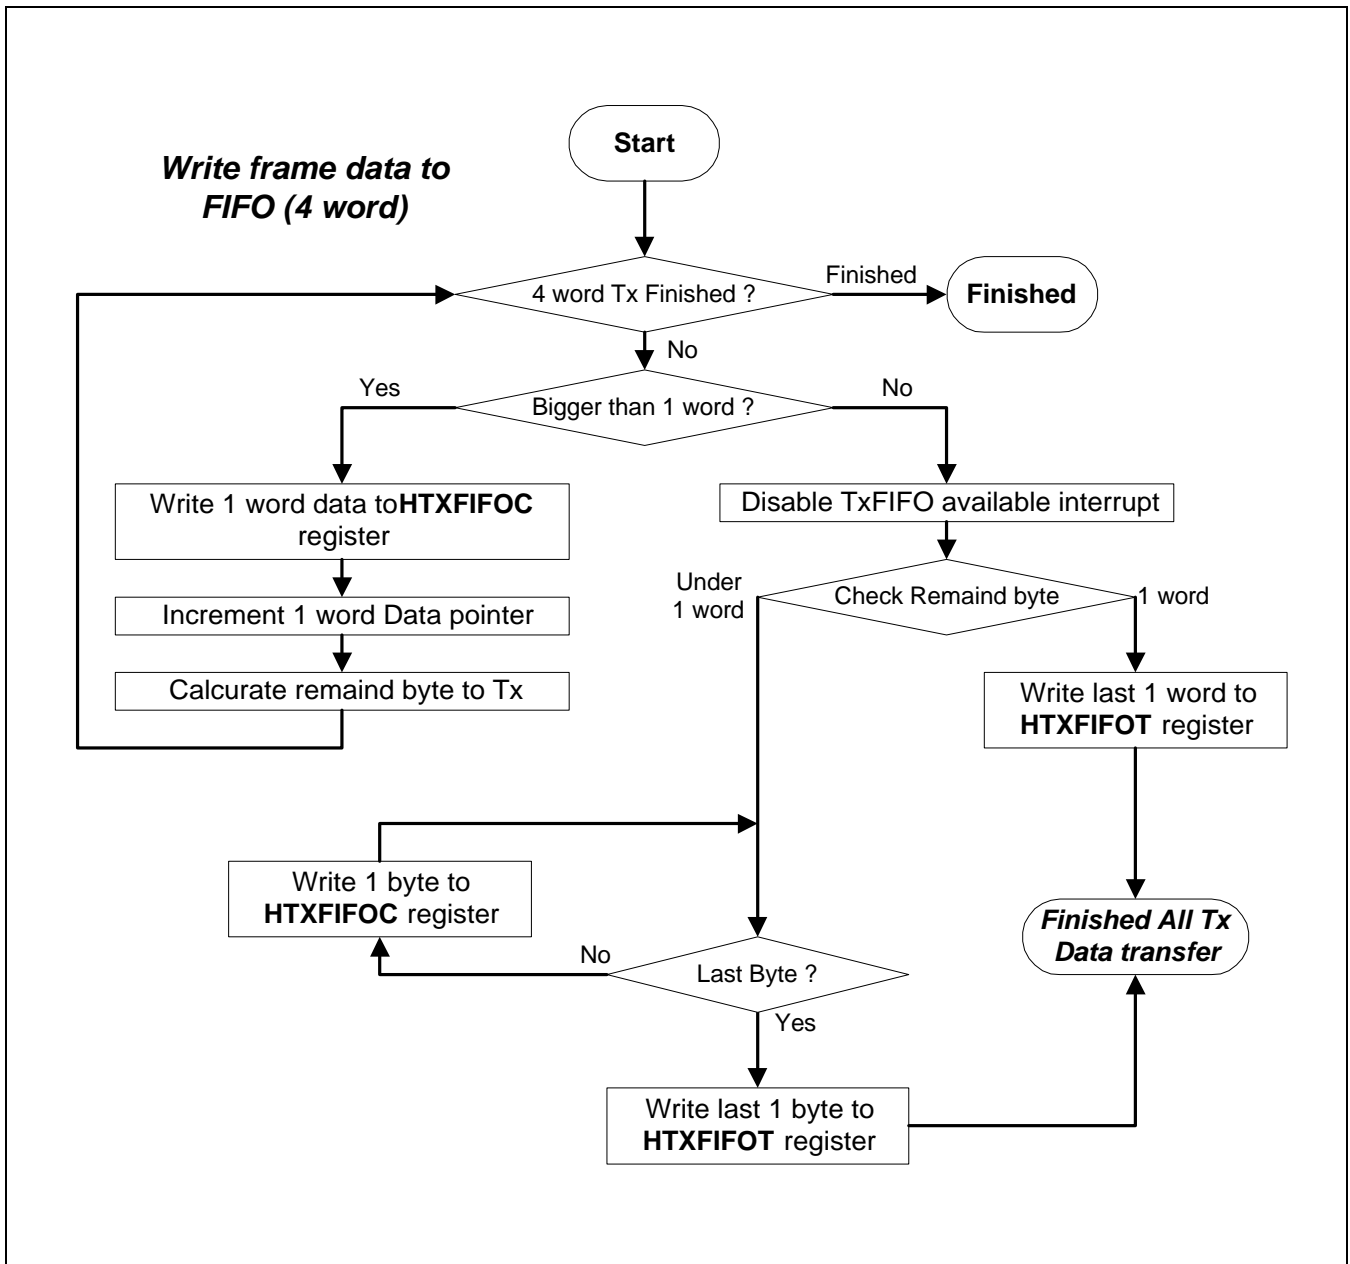 Start
Write frame data to
FIFO (4 word)
4 word Tx Finished ?
Finished
Finished
No
Bigger than 1 word ?
Yes
No
Write 1 word data toHTXFIFOC
register
Disable TxFIFO available interrupt
Increment 1 word Data pointer
Calcurate remaind byte to Tx
Under
1 word
Check Remaind byte
1 word
Write last 1 word to
HTXFIFOT register
Write 1 byte to
HTXFIFOC register
Finished All Tx
Data transfer
No
Last Byte ?
Yes
Write last 1 byte to
HTXFIFOT register